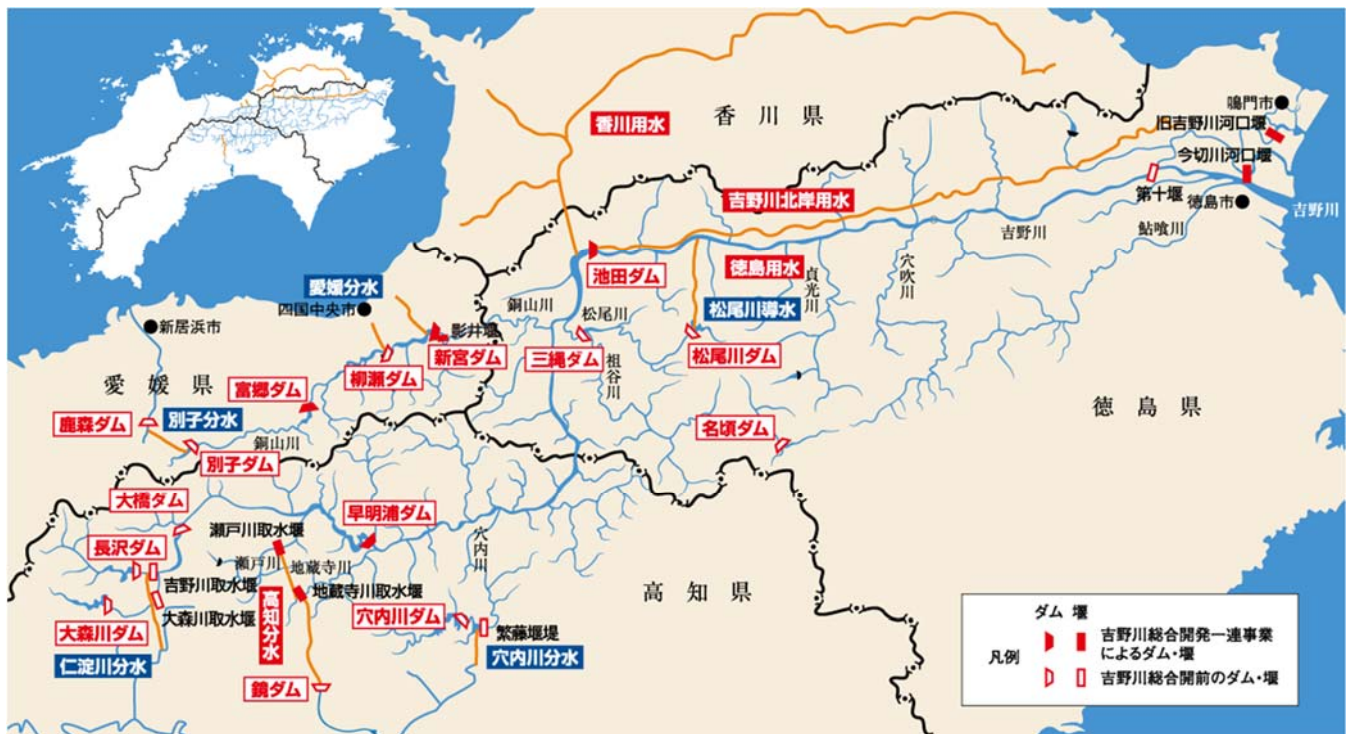 香川県
鳴門市
旧吉野川河口堰
香川用水
今切川河口堰
第十堰
徳島市
吉野川
吉野川北岸用水
吉野川
鮎喰川
池田ダム
徳島用水
貞光川
穴吹川
愛媛分水
四国中央市
銅山川
松尾川
松尾川導水
新居浜市
影井堰
新宮ダム
三縄ダム
松尾川ダム
柳瀬ダム
祖谷川
愛媛県
富郷ダム
徳島県
鹿森ダム
別子分水
名頃ダム
銅山川
別子ダム
大橋ダム
早明浦ダム
瀬戸川取水堰
穴内川
長沢ダム
瀬戸川
地蔵寺川
吉野川取水堰
地蔵寺川取水堰
高知県
大森川取水堰
高知分水
穴内川ダム
大森川ダム
繁藤堰堤
仁淀川分水
穴内川分水
鏡ダム
ダム 堰
凡例
吉野川総合開発一連事業
によるダム・堰
吉野川総合開前のダム・堰